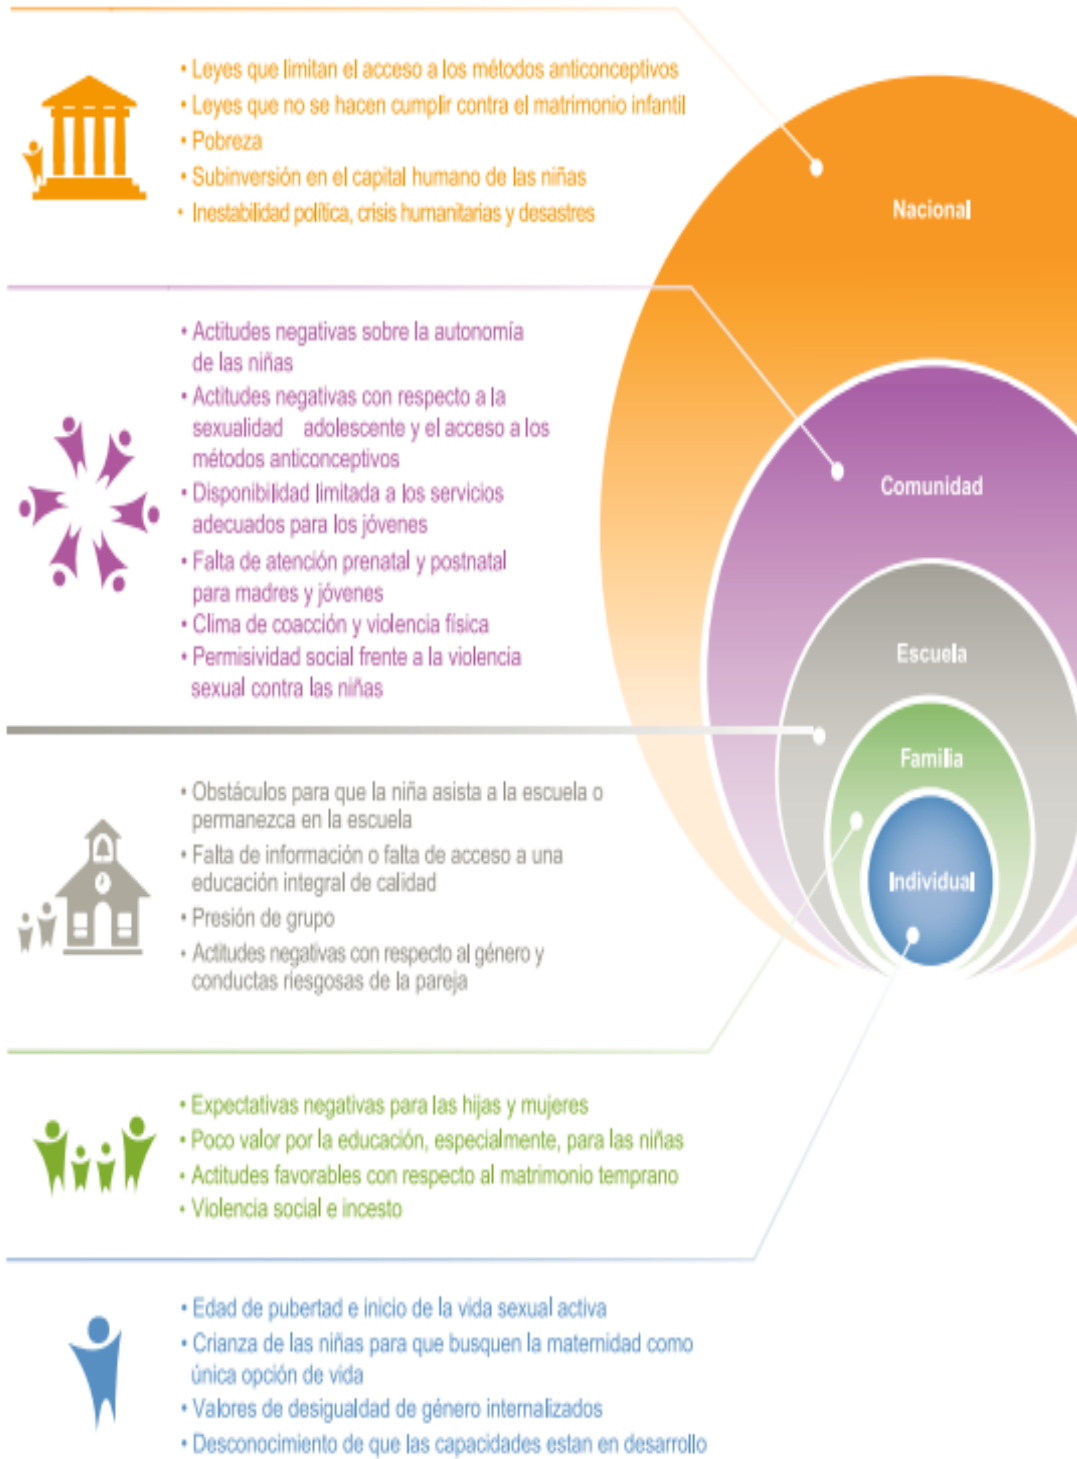 • Leyes que limitan el acceso a los métodos anticonceptivos
• Leyes que no se hacen cumplir contra el matrimonio infantil
• Pobreza
• Subinversión en el capital humano de las niñas
• Inestabilidad política, crisis humanitarias y desastres
Nacional
• Actitudes negativas sobre la autonomía
de las niñas
• Actitudes negativas con respecto a la
sexualidad adolescente y el acceso a los
métodos anticonceptivos
• Disponibilidad limitada a los servicios
adecuados para los jóvenes
• Falta de atención prenatal y postnatal
para madres y jóvenes
• Clima de coacción y violencia física
• Permisividad social frente a la violencia
sexual contra las niñas
Comunidad
Escuela
Familia
Individual
• Obstáculos para que la niña asista a la escuela o
permanezca en la escuela
• Falta de información o falta de acceso a una
educación integral de calidad
• Presión de grupo
• Actitudes negativas con respecto al género y
conductas riesgosas de la pareja
• Expectativas negativas para las hijas y mujeres
• Poco valor por la educación, especialmente, para las niñas
• Actitudes favorables con respecto al matrimonio temprano
• Violencia social e incesto
• Edad de pubertad e inicio de la vida sexual activa
• Crianza de las niñas para que busquen la maternidad como
única opción de vida
• Valores de desigualdad de género internalizados
• Desconocimiento de que las capacidades estan en desarrollo